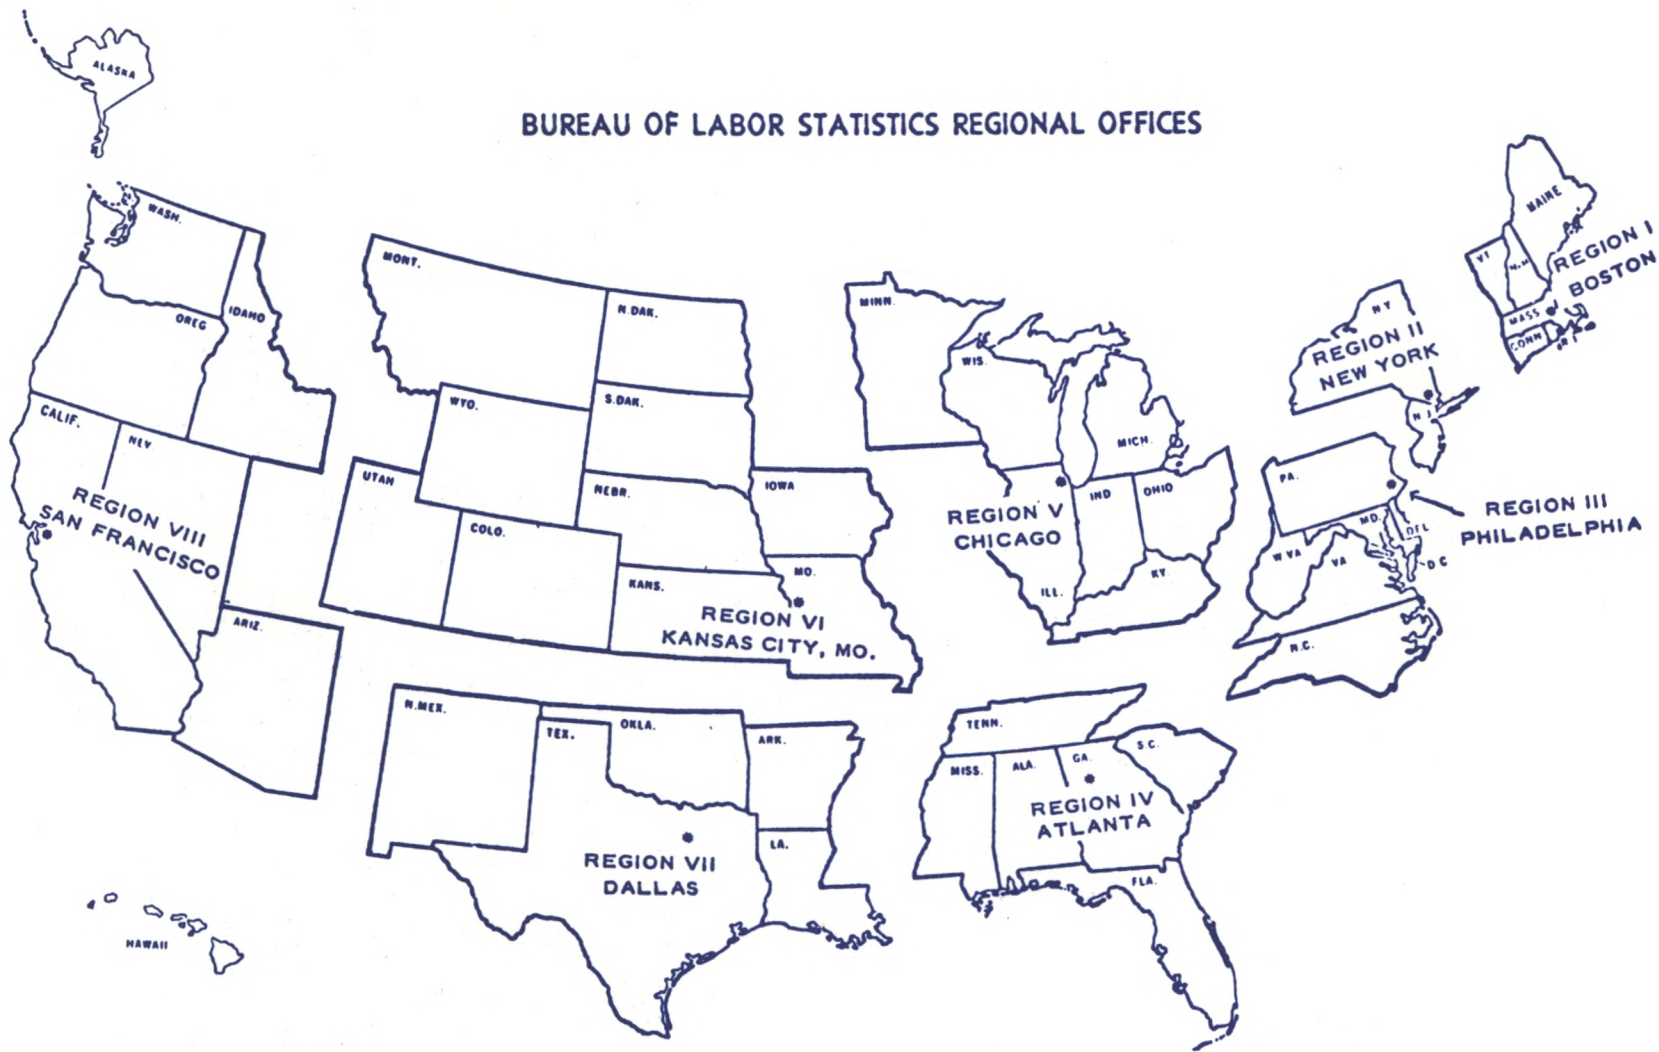 ALASKA
BUREAU OF LABOR STATISTICS REGIONAL OFFICES
WASH.
OREG
IDAHO
CALIF.
NEV
REGION VIII
SAN FRANCISCO
ARIZ.
HAWAII
MONT.
N.DAK.
WYO.
S.DAK.
UTAH
COLO.
NEBR.
IOWA
KANS.
MO.
REGION VI
KANSAS CITY, MO.
N.MEX.
TEX.
OKLA.
ARK.
LA.
REGION VII
DALLAS
MINN.
WIS.
MICH.
REGION V
CHICAGO
IND
OHIO
ILL.
KY.
TENN.
MISS.
ALA.
GA.
S.C.
REGION IV
ATLANTA
FLA.
MAINE
VT
N.H
MASS
CONN
R I
REGION I
BOSTON
N Y
REGION II
NEW YORK
N J
PA.
MD.
DEL
D C
W VA
VA
N.C.
REGION III
PHILADELPHIA